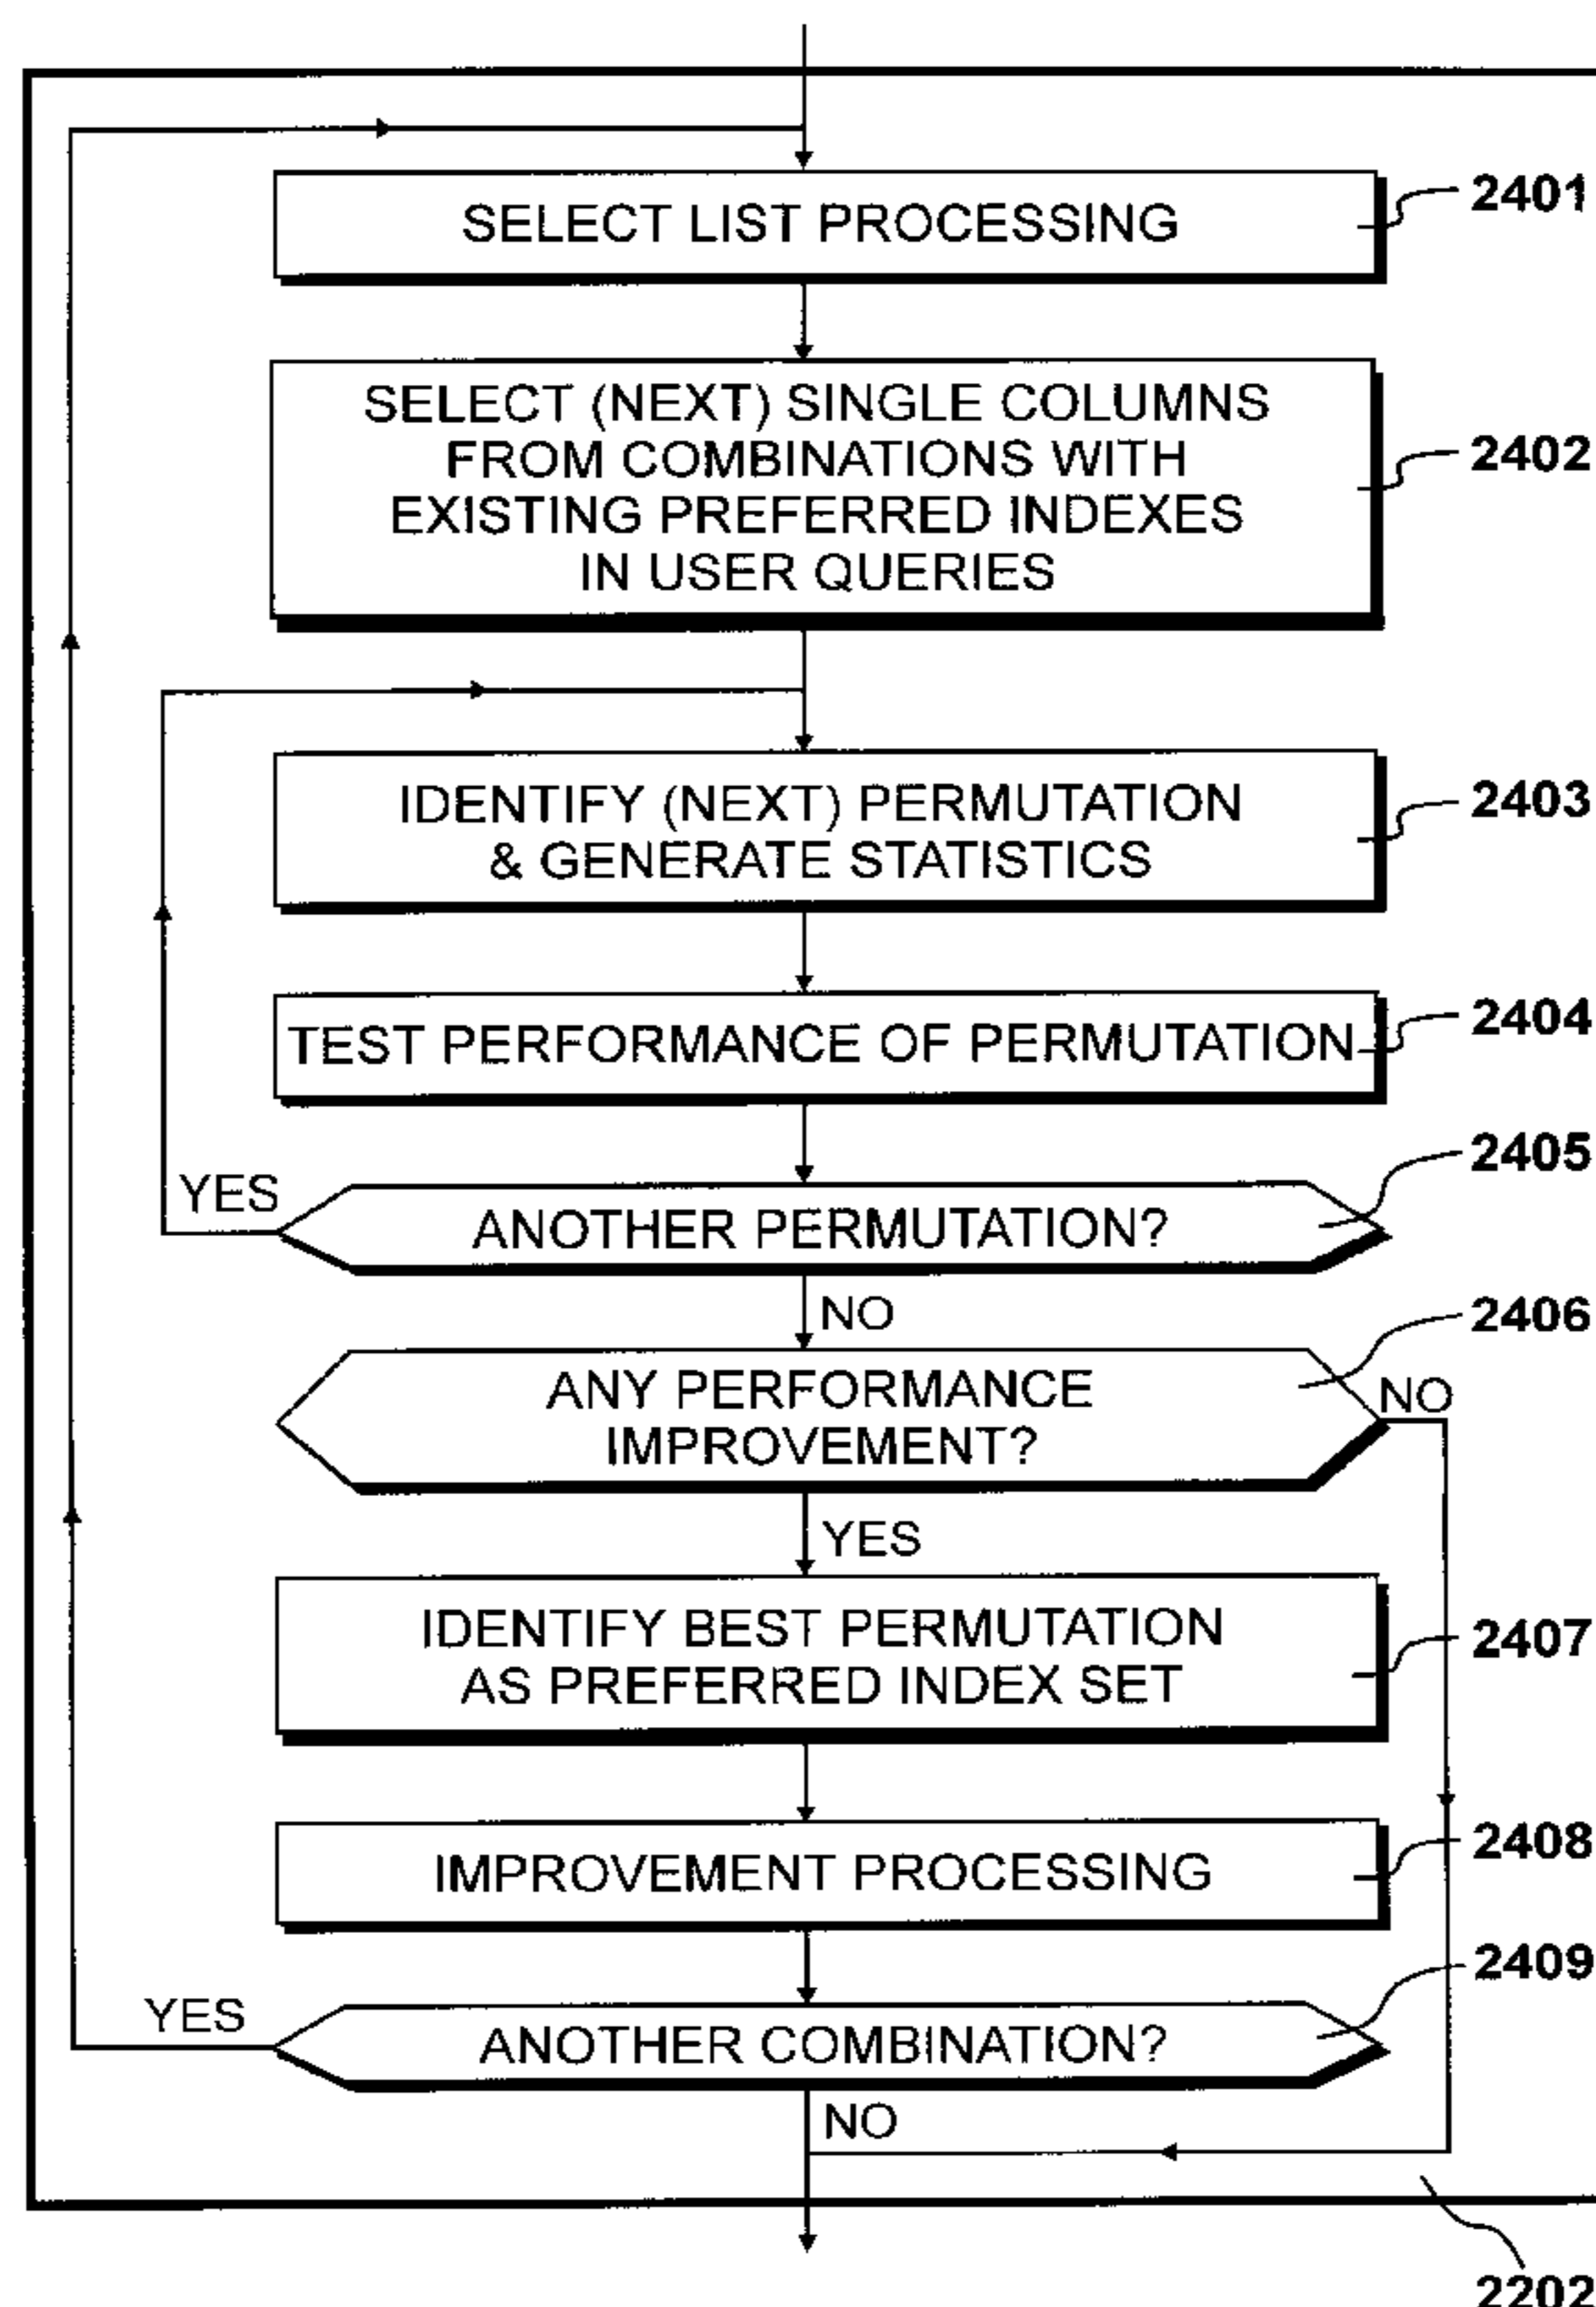 SELECT LIST PROCESSING
2401
SELECT (NEXT) SINGLE COLUMNS
FROM COMBINATIONS WITH
EXISTING PREFERRED INDEXES
IN USER QUERIES
2402
IDENTIFY (NEXT) PERMUTATION
& GENERATE STATISTICS
2403
TEST PERFORMANCE OF PERMUTATION
2404
2405
YES
ANOTHER PERMUTATION?
NO
2406
ANY PERFORMANCE
IMPROVEMENT?
NO
YES
IDENTIFY BEST PERMUTATION
AS PREFERRED INDEX SET
2407
IMPROVEMENT PROCESSING
2408
2409
YES
ANOTHER COMBINATION?
NO
2202